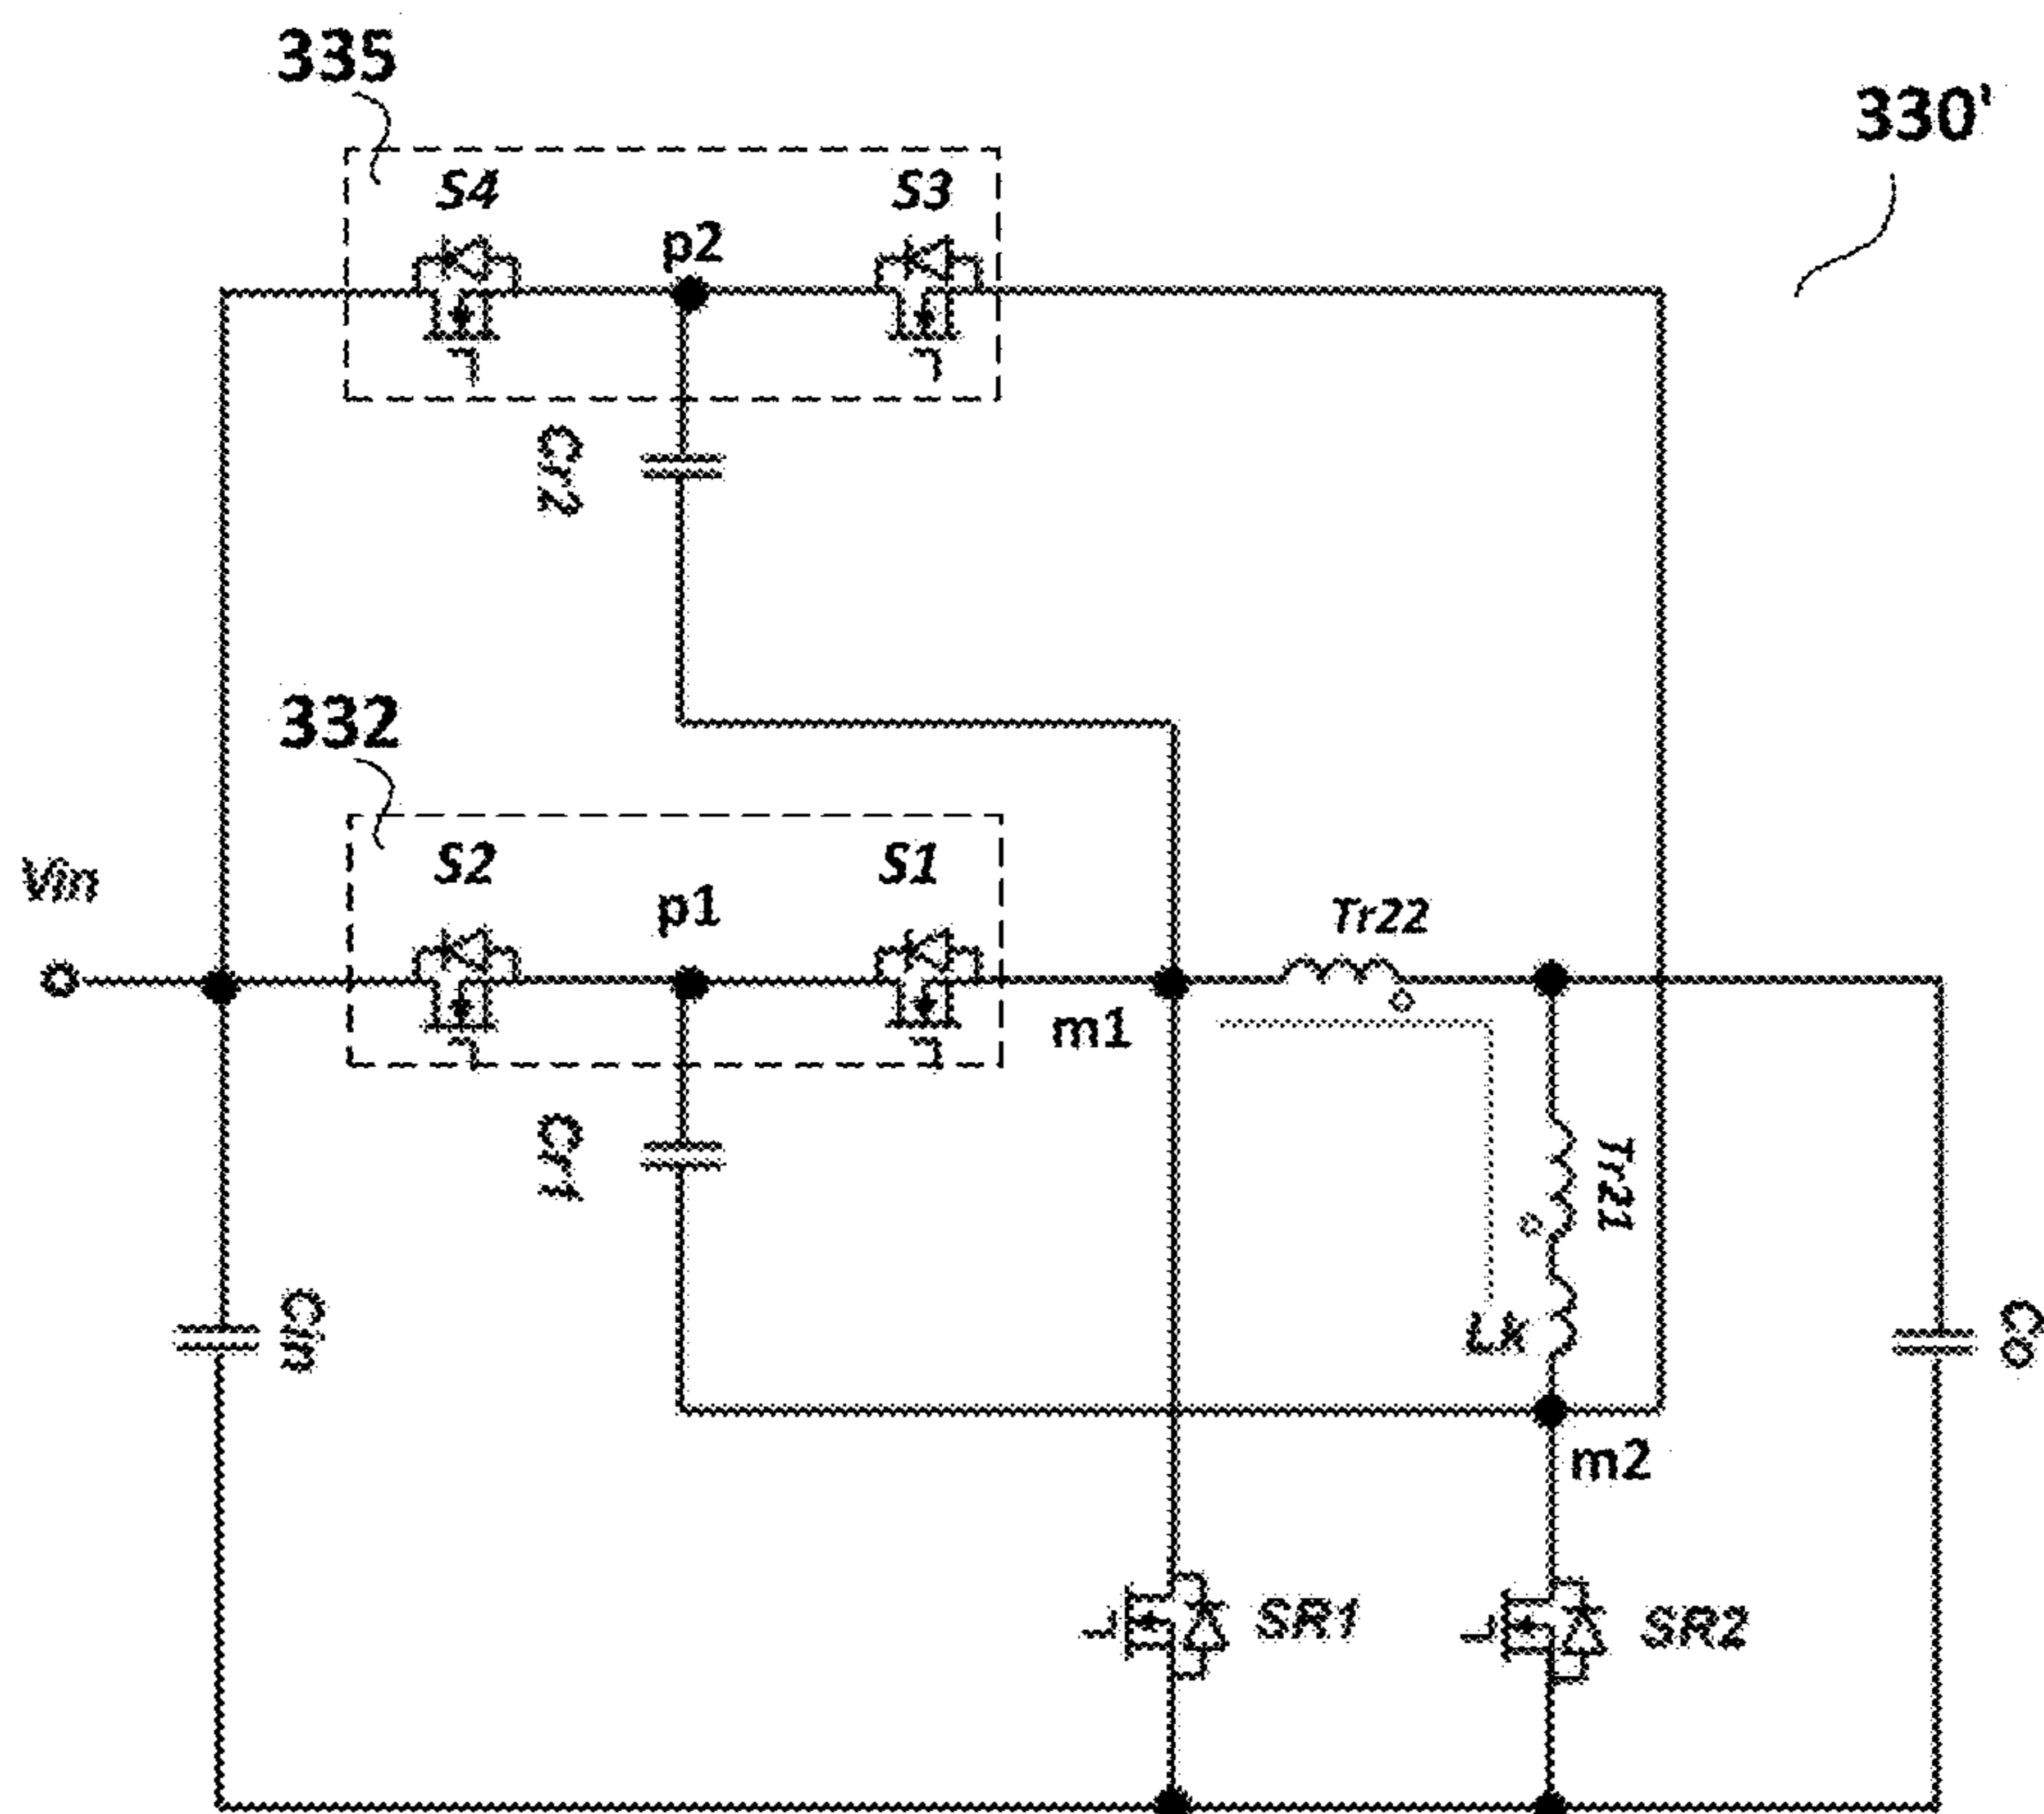 335
330'
S4
S3
p2
Cr2
332
S2
S1
Vin
p1
Tr22
m1
Cr1
Tr21
Cin
Lk
Co
m2
SR1
SR2